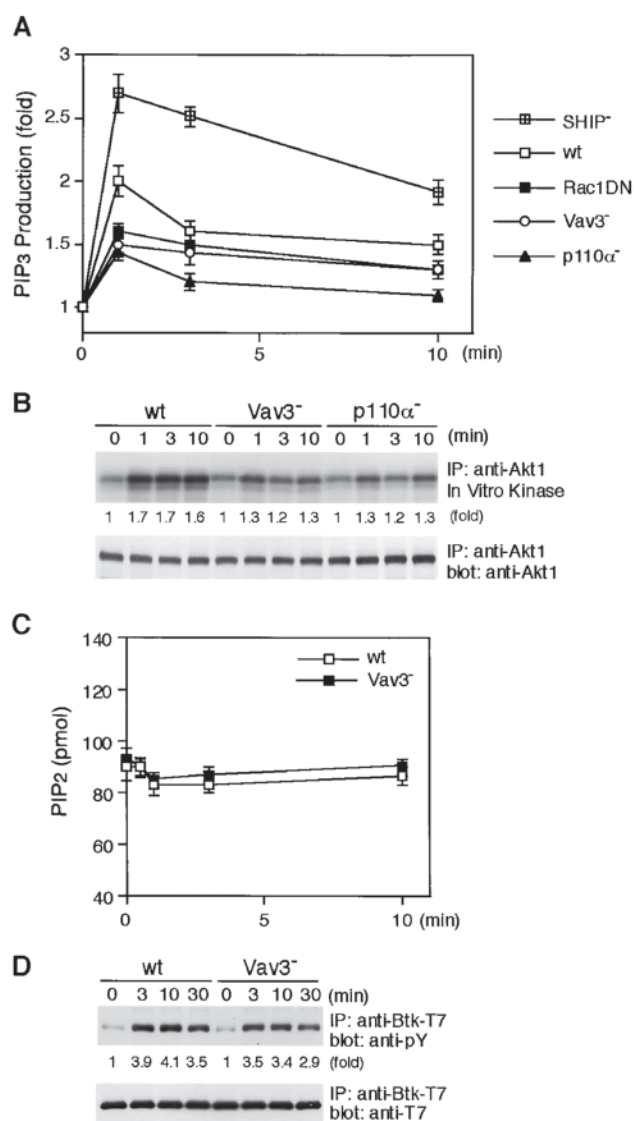 A
PIP3 Production (fold)
3
2.5
2
1.5
1
0 5 10 (min)
SHIP⁻
wt
Rac1DN
Vav3⁻
p110α⁻
B
wt Vav3⁻ p110α⁻
0 1 3 10 0 1 3 10 0 1 3 10 (min)
IP: anti-Akt1
In Vitro Kinase
1 1.7 1.7 1.6 1 1.3 1.2 1.3 1 1.3 1.2 1.3 (fold)
IP: anti-Akt1
blot: anti-Akt1
C
PIP2 (pmol)
140
120
100
80
60
40
0 5 10 (min)
wt
Vav3⁻
D
wt Vav3⁻
0 3 10 30 0 3 10 30 (min)
IP: anti-Btk-T7
blot: anti-pY
1 3.9 4.1 3.5 1 3.5 3.4 2.9 (fold)
IP: anti-Btk-T7
blot: anti-T7